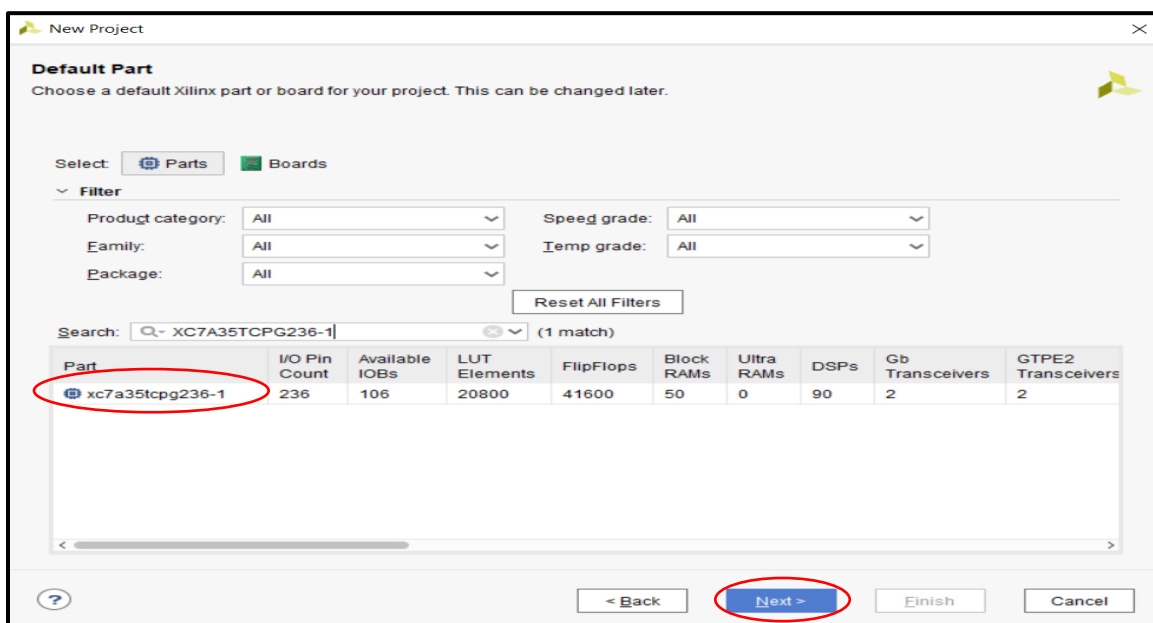 New Project
Default Part
Choose a default Xilinx part or board for your project. This can be changed later.
Select: Parts Boards
Filter
Product category: All Speed grade: All
Family: All Temp grade: All
Package: All
Reset All Filters
Search: XC7A35TCPG236-1 (1 match)
Part I/O Pin Count Available IOBs LUT Elements FlipFlops Block RAMs Ultra RAMs DSPs Gb Transceivers GTPE2 Transceivers
xc7a35tcpg236-1 236 106 20800 41600 50 0 90 2 2
? < Back Next > Finish Cancel